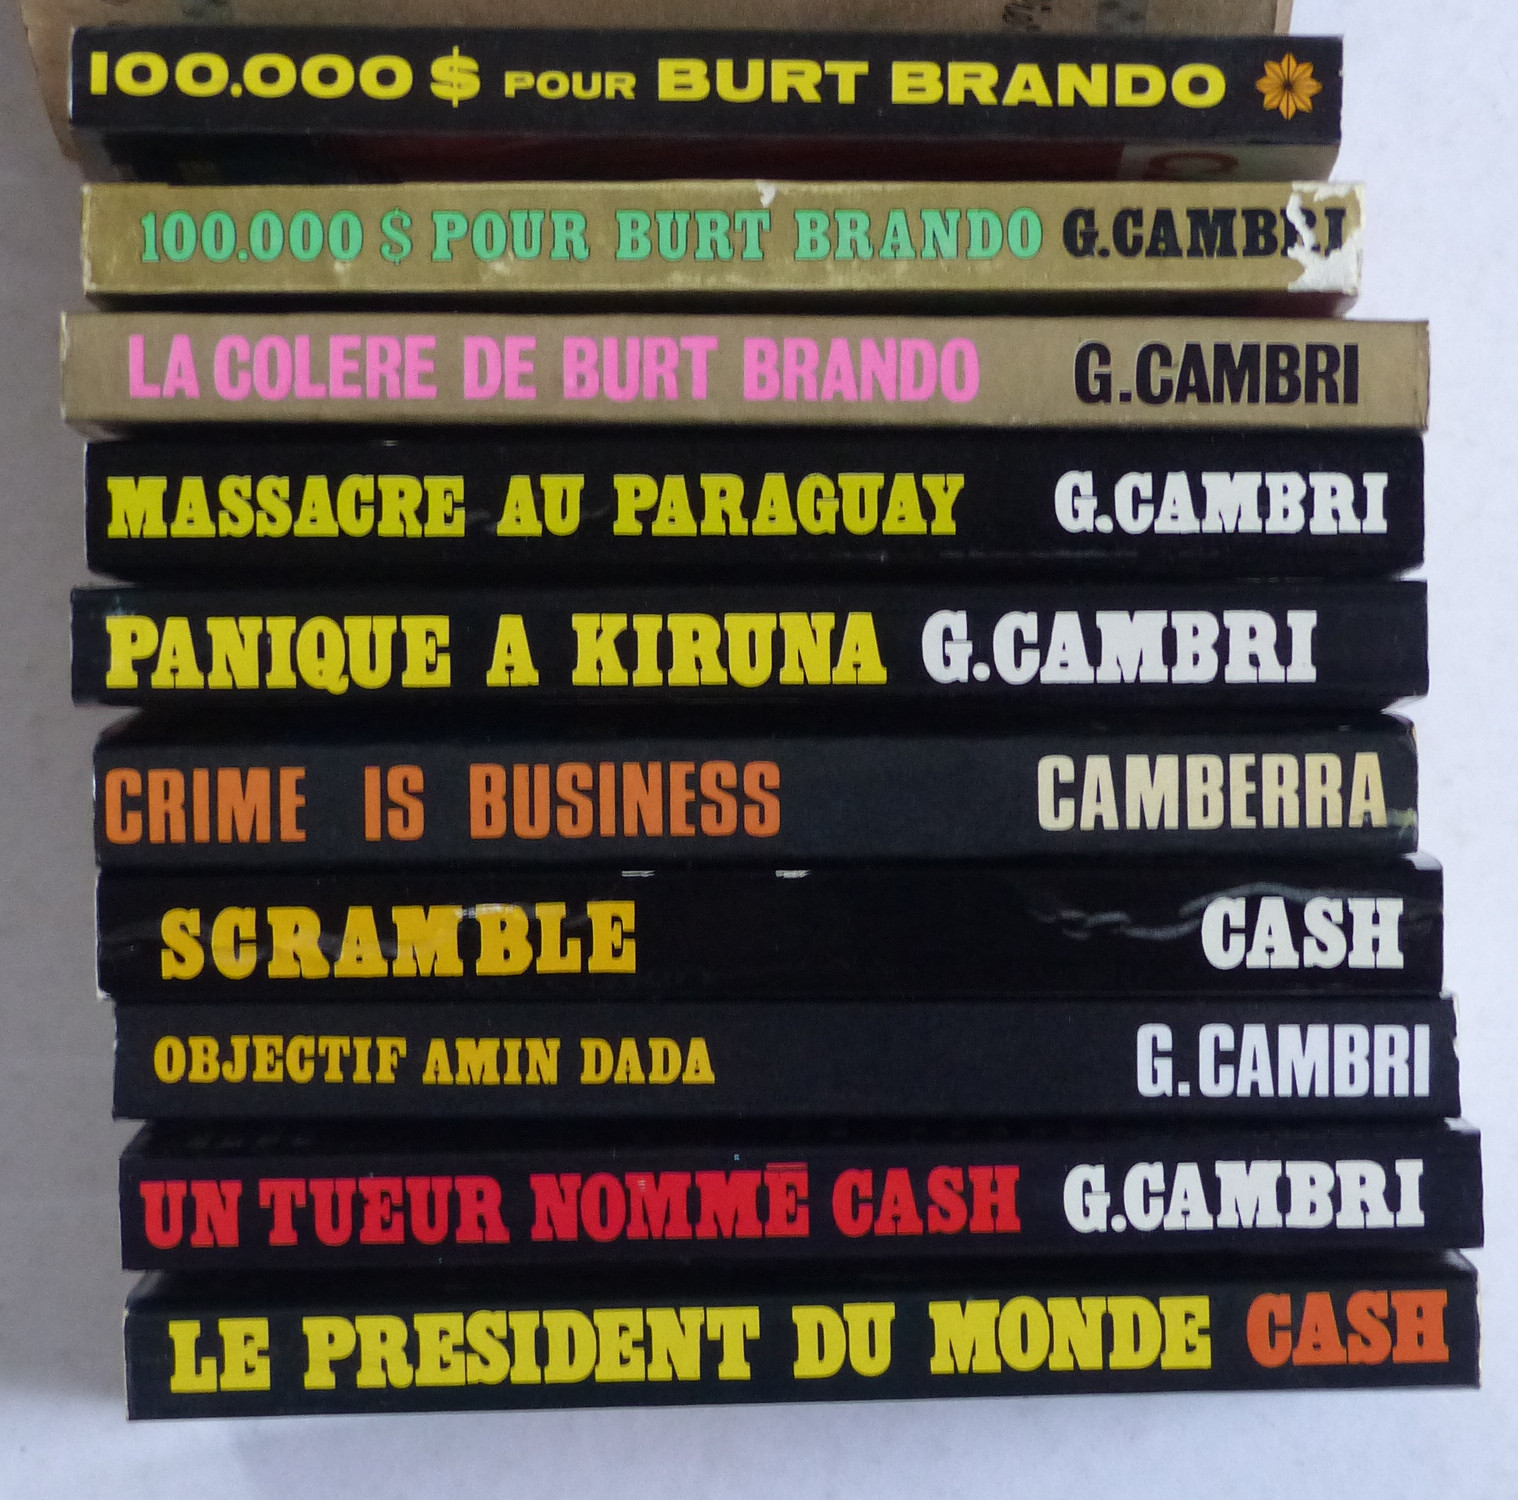 100.000 $ POUR BURT BRANDO
100.000 $ POUR BURT BRANDO G.CAMBRI
LA COLERE DE BURT BRANDO G.CAMBRI
MASSACRE AU PARAGUAY G.CAMBRI
PANIQUE A KIRUNA G.CAMBRI
CRIME IS BUSINESS CAMBERRA
SCRAMBLE CASH
OBJECTIF AMIN DADA G.CAMBRI
UN TUEUR NOMMÉ CASH G.CAMBRI
LE PRESIDENT DU MONDE CASH